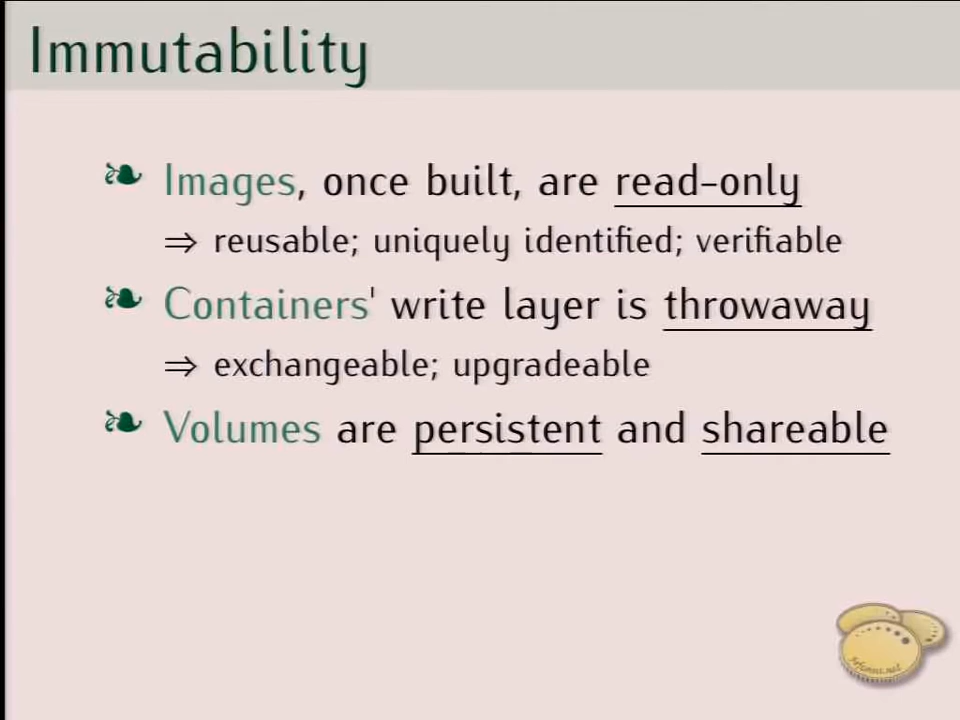 Immutability
❧ Images, once built, are read-only
⇒ reusable; uniquely identified; verifiable
❧ Containers' write layer is throwaway
⇒ exchangeable; upgradeable
❧ Volumes are persistent and shareable